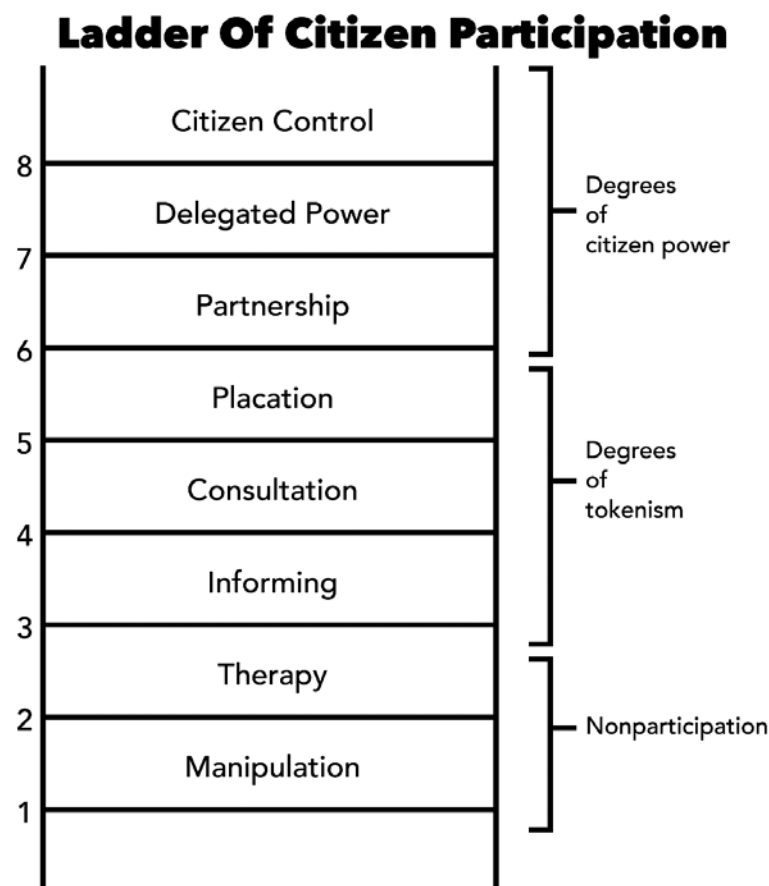 Ladder Of Citizen Participation
Citizen Control
8
Delegated Power
7
Partnership
6
Placation
5
Consultation
4
Informing
3
Therapy
2
Manipulation
1
Degrees
of
citizen power
Degrees
of
tokenism
Nonparticipation